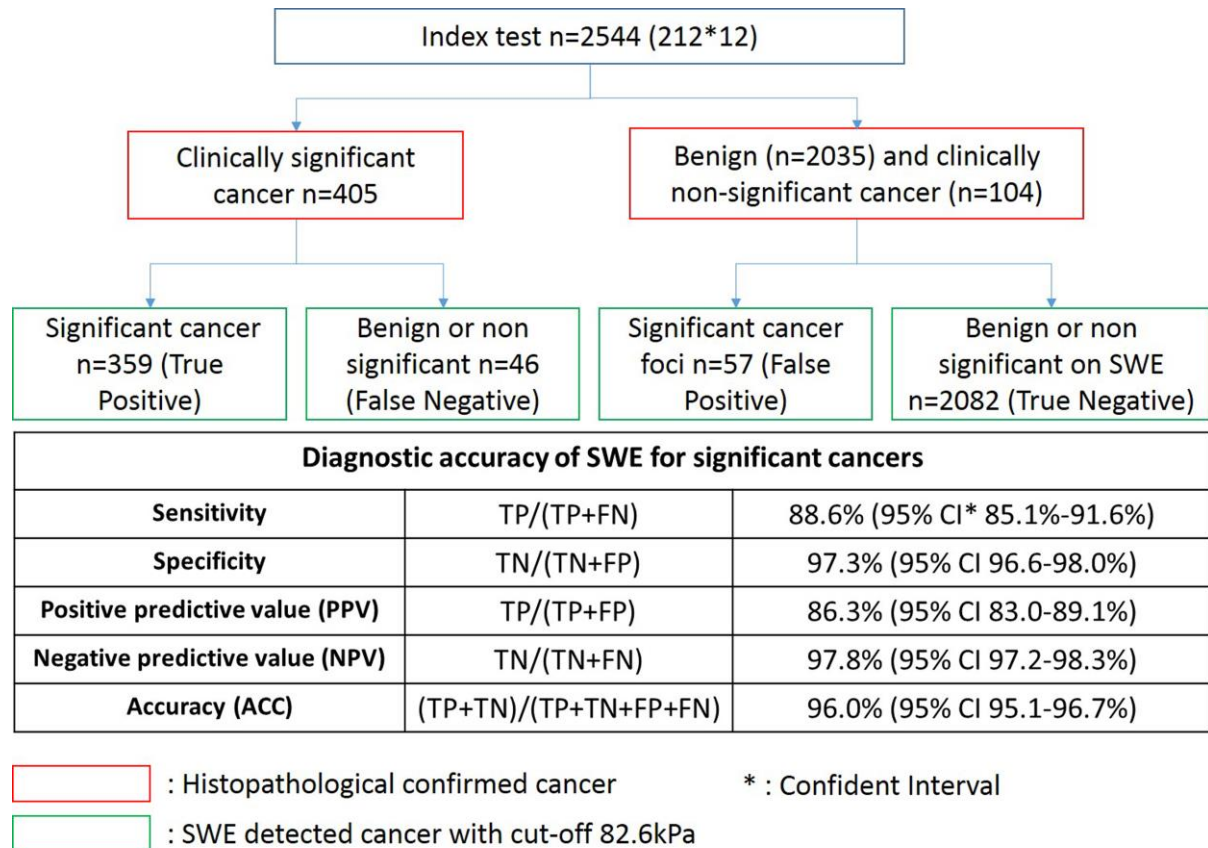 Index test n=2544 (212*12)
Clinically significant
cancer n=405
Benign (n=2035) and clinically
non-significant cancer (n=104)
Significant cancer
n=359 (True
Positive)
Benign or non
significant n=46
(False Negative)
Significant cancer
foci n=57 (False
Positive)
Benign or non
significant on SWE
n=2082 (True Negative)
Diagnostic accuracy of SWE for significant cancers
Sensitivity TP/(TP+FN) 88.6% (95% CI* 85.1%-91.6%)
Specificity TN/(TN+FP) 97.3% (95% CI 96.6-98.0%)
Positive predictive value (PPV) TP/(TP+FP) 86.3% (95% CI 83.0-89.1%)
Negative predictive value (NPV) TN/(TN+FN) 97.8% (95% CI 97.2-98.3%)
Accuracy (ACC) (TP+TN)/(TP+TN+FP+FN) 96.0% (95% CI 95.1-96.7%)
: Histopathological confirmed cancer * : Confident Interval
: SWE detected cancer with cut-off 82.6kPa